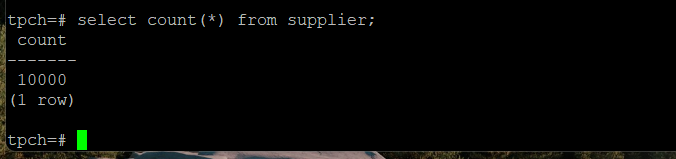 tpch=# select count(*) from supplier;
count
-------
10000
(1 row)
tpch=#